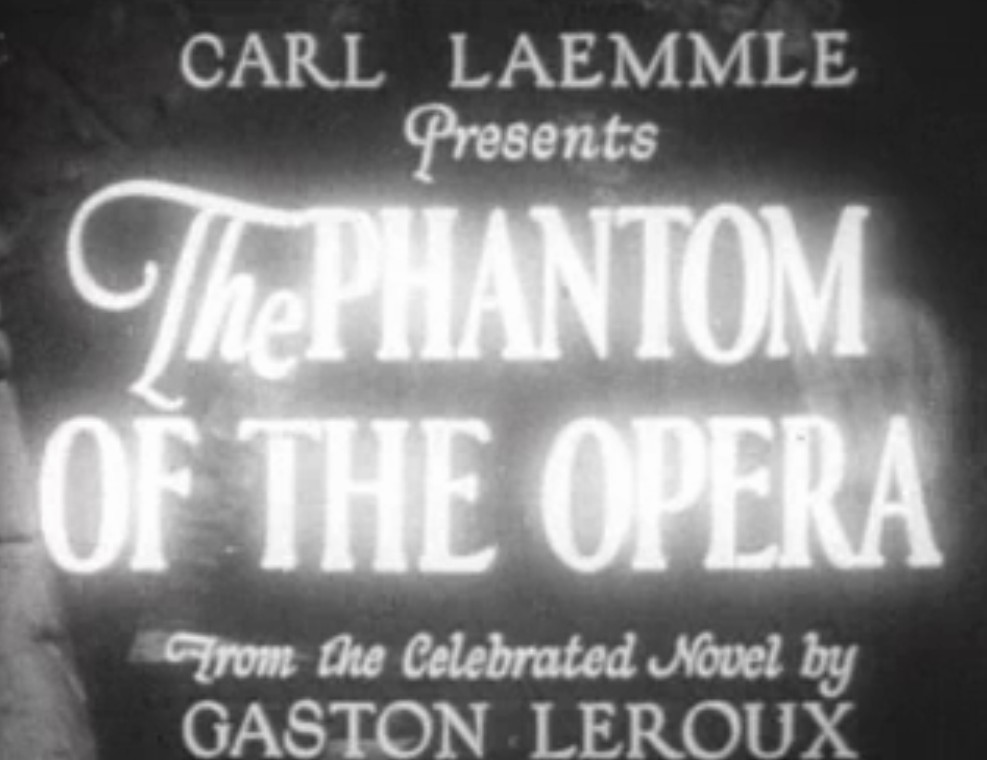 CARL LAEMMLE
Presents
The PHANTOM
OF THE OPERA
From the Celebrated Novel by
GASTON LEROUX